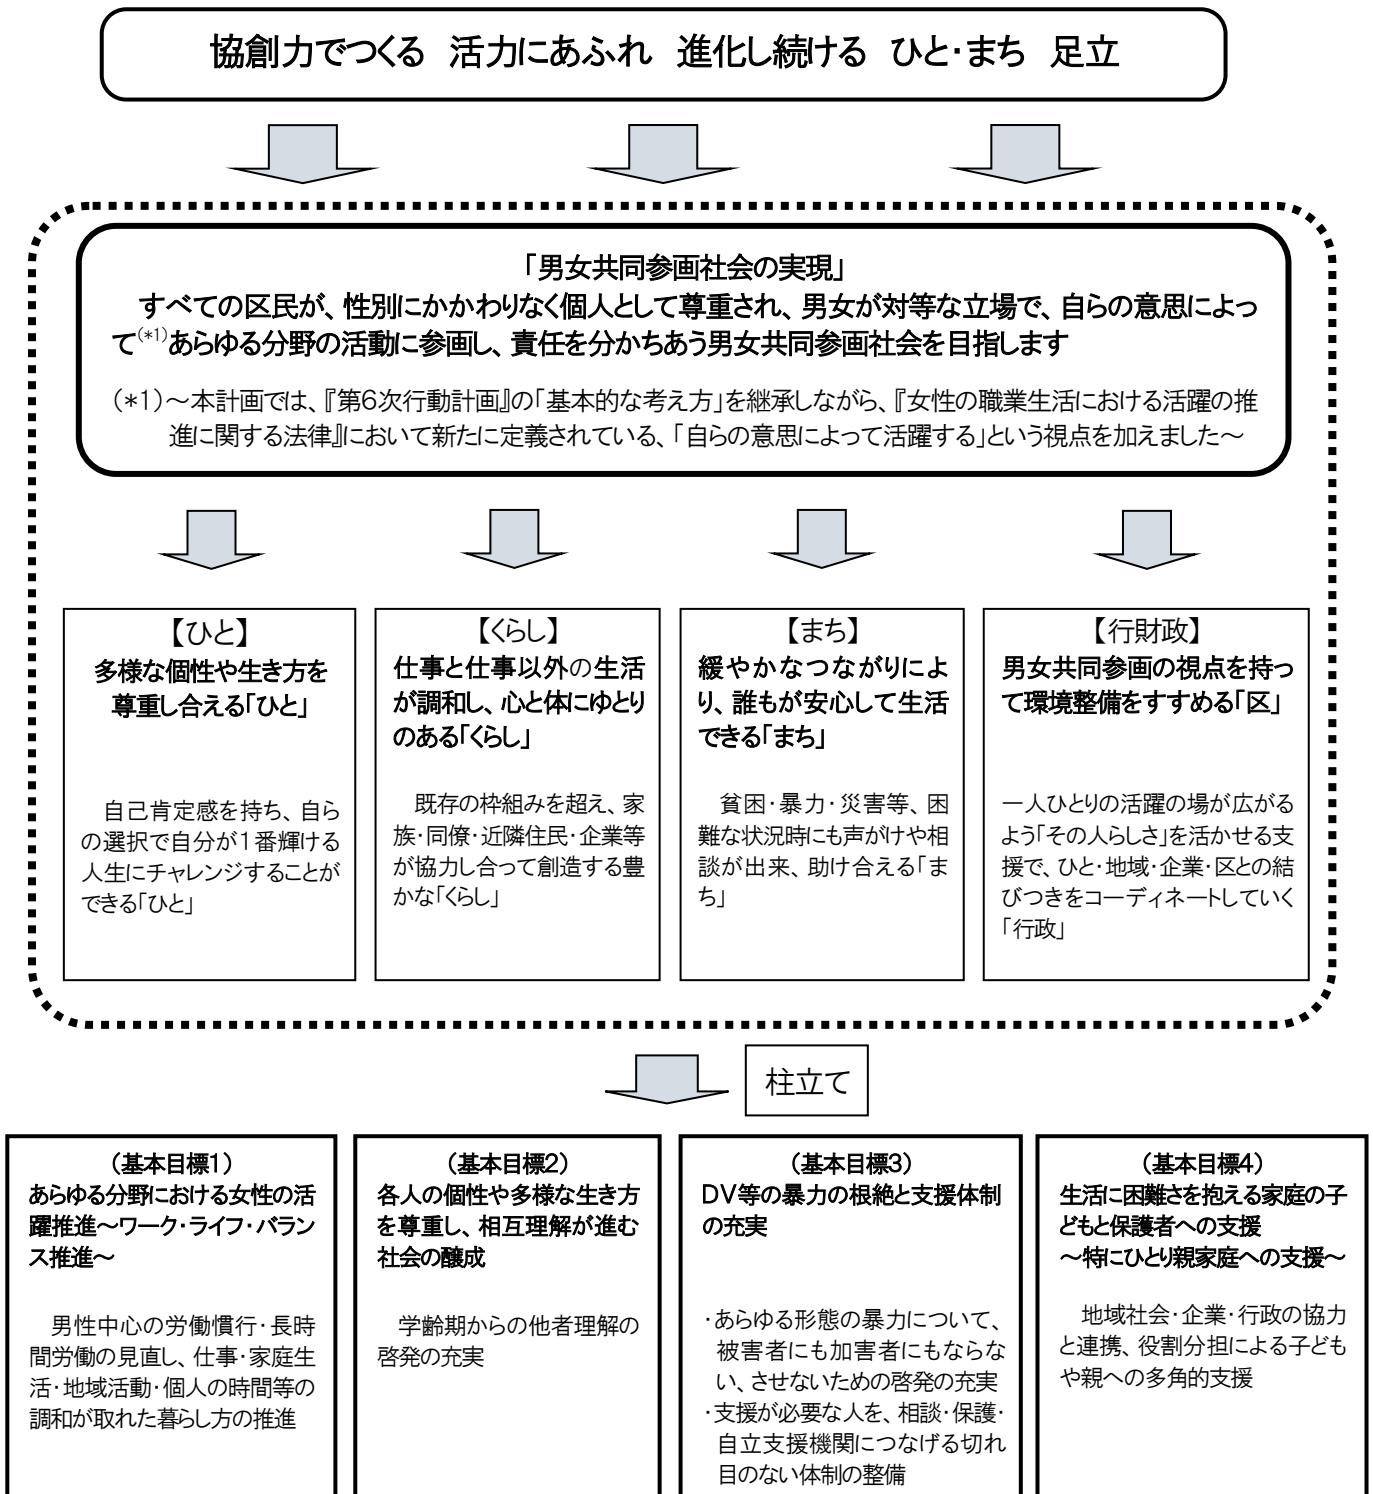 協創力でつくる 活力にあふれ 進化し続ける ひと・まち 足立
「男女共同参画社会の実現」
すべての区民が、性別にかかわりなく個人として尊重され、男女が対等な立場で、自らの意思によっ
て(*1)あらゆる分野の活動に参画し、責任を分かちあう男女共同参画社会を目指します
(*1)～本計画では、『第6次行動計画』の「基本的な考え方」を継承しながら、『女性の職業生活における活躍の推
進に関する法律』において新たに定義されている、「自らの意思によって活躍する」という視点を加えました～
【ひと】
多様な個性や生き方を
尊重し合える「ひと」
自己肯定感を持ち、自ら
の選択で自分が1番輝ける
人生にチャレンジすることが
できる「ひと」
【くらし】
仕事と仕事以外の生活
が調和し、心と体にゆとり
のある「くらし」
既存の枠組みを超え、家
族・同僚・近隣住民・企業等
が協力し合って創造する豊
かな「くらし」
【まち】
緩やかなつながりによ
り、誰もが安心して生活
できる「まち」
貧困・暴力・災害等、困
難な状況時にも声がけや相
談が出来、助け合える「ま
ち」
【行財政】
男女共同参画の視点を持っ
て環境整備をすすめる「区」
一人ひとりの活躍の場が広がる
よう「その人らしさ」を活かせる支
援で、ひと・地域・企業・区との結
びつきをコーディネートしていく
「行政」
柱立て
(基本目標1)
あらゆる分野における女性の活
躍推進～ワーク・ライフ・バラン
ス推進～
男性中心の労働慣行・長時
間労働の見直し、仕事・家庭生
活・地域活動・個人の時間等の
調和が取れた暮らし方の推進
(基本目標2)
各人の個性や多様な生き方
を尊重し、相互理解が進む
社会の醸成
学齢期からの他者理解の
啓発の充実
(基本目標3)
DV等の暴力の根絶と支援体制
の充実
・あらゆる形態の暴力について、
被害者にも加害者にもならな
い、させないための啓発の充実
・支援が必要な人を、相談・保護・
自立支援機関につなげる切れ
目のない体制の整備
(基本目標4)
生活に困難さを抱える家庭の子
どもと保護者への支援
～特にひとり親家庭への支援～
地域社会・企業・行政の協力
と連携、役割分担による子ども
や親への多角的支援